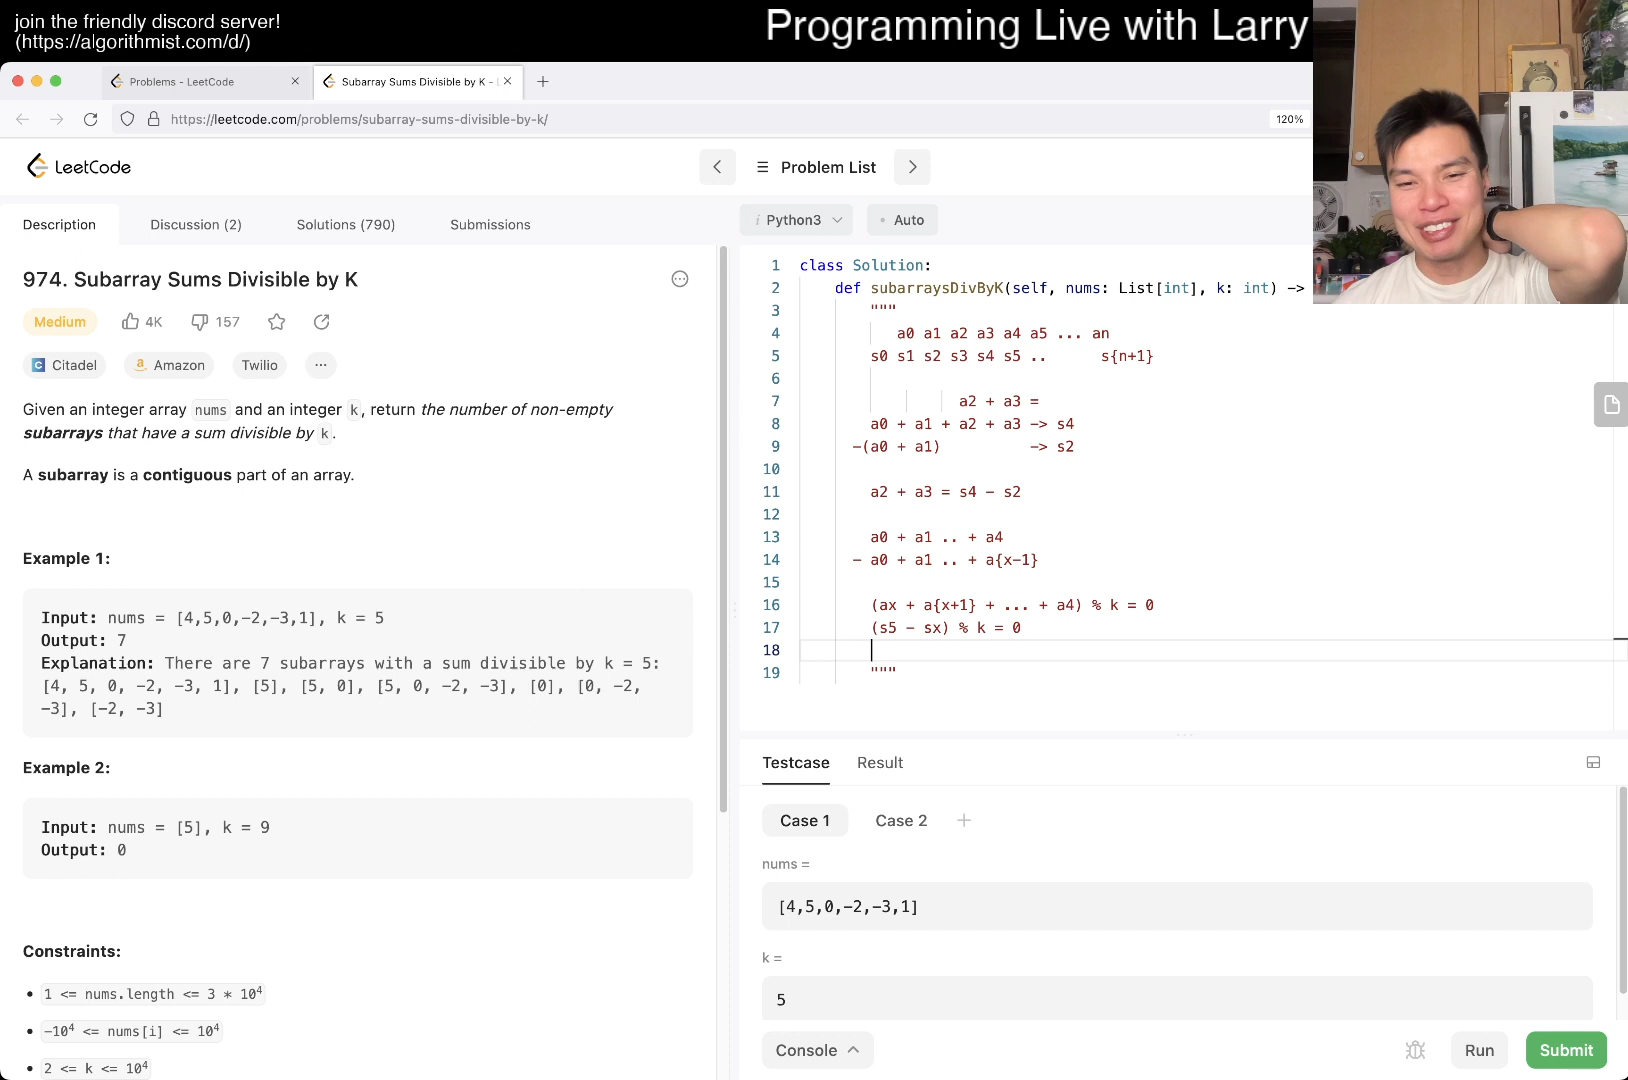 join the friendly discord server!
(https://algorithmist.com/d/)
Programming Live with Larry
Problems - LeetCode
Subarray Sums Divisible by K - L
https://leetcode.com/problems/subarray-sums-divisible-by-k/
120%
LeetCode
Problem List
Description
Discussion (2)
Solutions (790)
Submissions
Python3
Auto
974. Subarray Sums Divisible by K
Medium
4K
157
Citadel
Amazon
Twilio
...
Given an integer array nums and an integer k, return the number of non-empty
subarrays that have a sum divisible by k.
A subarray is a contiguous part of an array.
Example 1:
Input: nums = [4,5,0,-2,-3,1], k = 5
Output: 7
Explanation: There are 7 subarrays with a sum divisible by k = 5:
[4, 5, 0, -2, -3, 1], [5], [5, 0], [5, 0, -2, -3], [0], [0, -2,
-3], [-2, -3]
Example 2:
Input: nums = [5], k = 9
Output: 0
Constraints:
• 1 <= nums.length <= 3 * 10⁴
• -10⁴ <= nums[i] <= 10⁴
• 2 <= k <= 10⁴
1 class Solution:
2 def subarraysDivByK(self, nums: List[int], k: int) ->
3 """
4 a0 a1 a2 a3 a4 a5 ... an
5 s0 s1 s2 s3 s4 s5 .. s{n+1}
6
7 a2 + a3 =
8 a0 + a1 + a2 + a3 -> s4
9 -(a0 + a1) -> s2
10
11 a2 + a3 = s4 - s2
12
13 a0 + a1 .. + a4
14 - a0 + a1 .. + a{x-1}
15
16 (ax + a{x+1} + ... + a4) % k = 0
17 (s5 - sx) % k = 0
18
19 """
Testcase
Result
Case 1
Case 2
nums =
[4,5,0,-2,-3,1]
k =
5
Console
Run
Submit